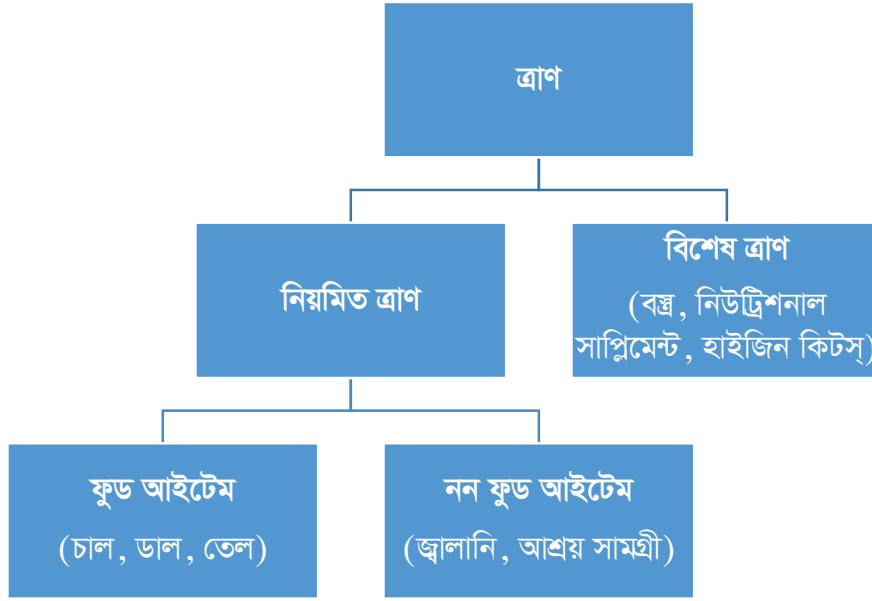 ত্রাণ
নিয়মিত ত্রাণ
বিশেষ ত্রাণ
(বস্ত্র, নিউট্রিশনাল
সাপ্লিমেন্ট, হাইজিন কিটস্)
ফুড আইটেম
(চাল, ডাল, তেল)
নন ফুড আইটেম
(জ্বালানি, আশ্রয় সামগ্রী)